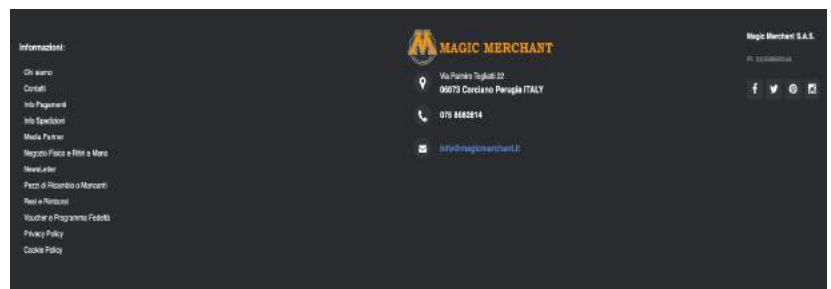 Informazioni:
Chi siamo
Contatti
Info Pagamenti
Info Spedizioni
Media Partner
Negozio Fisico e Ritiri a Mano
NewsLetter
Pezzi di Ricambio o Mancanti
Resi e Rimborsi
Voucher e Programma Fedeltà
Privacy Policy
Cookie Policy
MAGIC MERCHANT
Via Palmiro Togliatti 22
06073 Corciano Perugia ITALY
075 8682814
info@magicmerchant.it
Magic Merchant S.A.S.